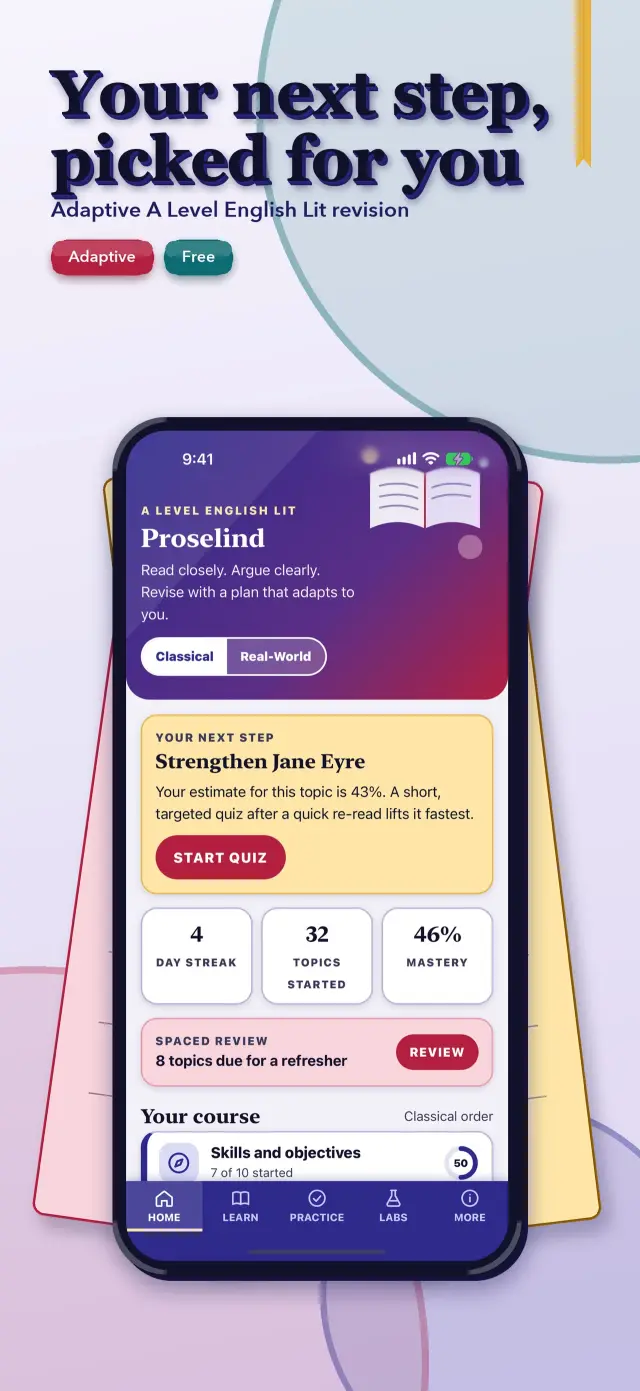 Your next step,
picked for you
Adaptive A Level English Lit revision
Adaptive
Free
9:41
A LEVEL ENGLISH LIT
Proselind
Read closely. Argue clearly.
Revise with a plan that adapts to
you.
Classical
Real-World
YOUR NEXT STEP
Strengthen Jane Eyre
Your estimate for this topic is 43%. A short,
targeted quiz after a quick re-read lifts it fastest.
START QUIZ
4
DAY STREAK
32
TOPICS
STARTED
46%
MASTERY
SPACED REVIEW
8 topics due for a refresher
REVIEW
Your course
Classical order
Skills and objectives
7 of 10 started
50
HOME
LEARN
PRACTICE
LABS
MORE